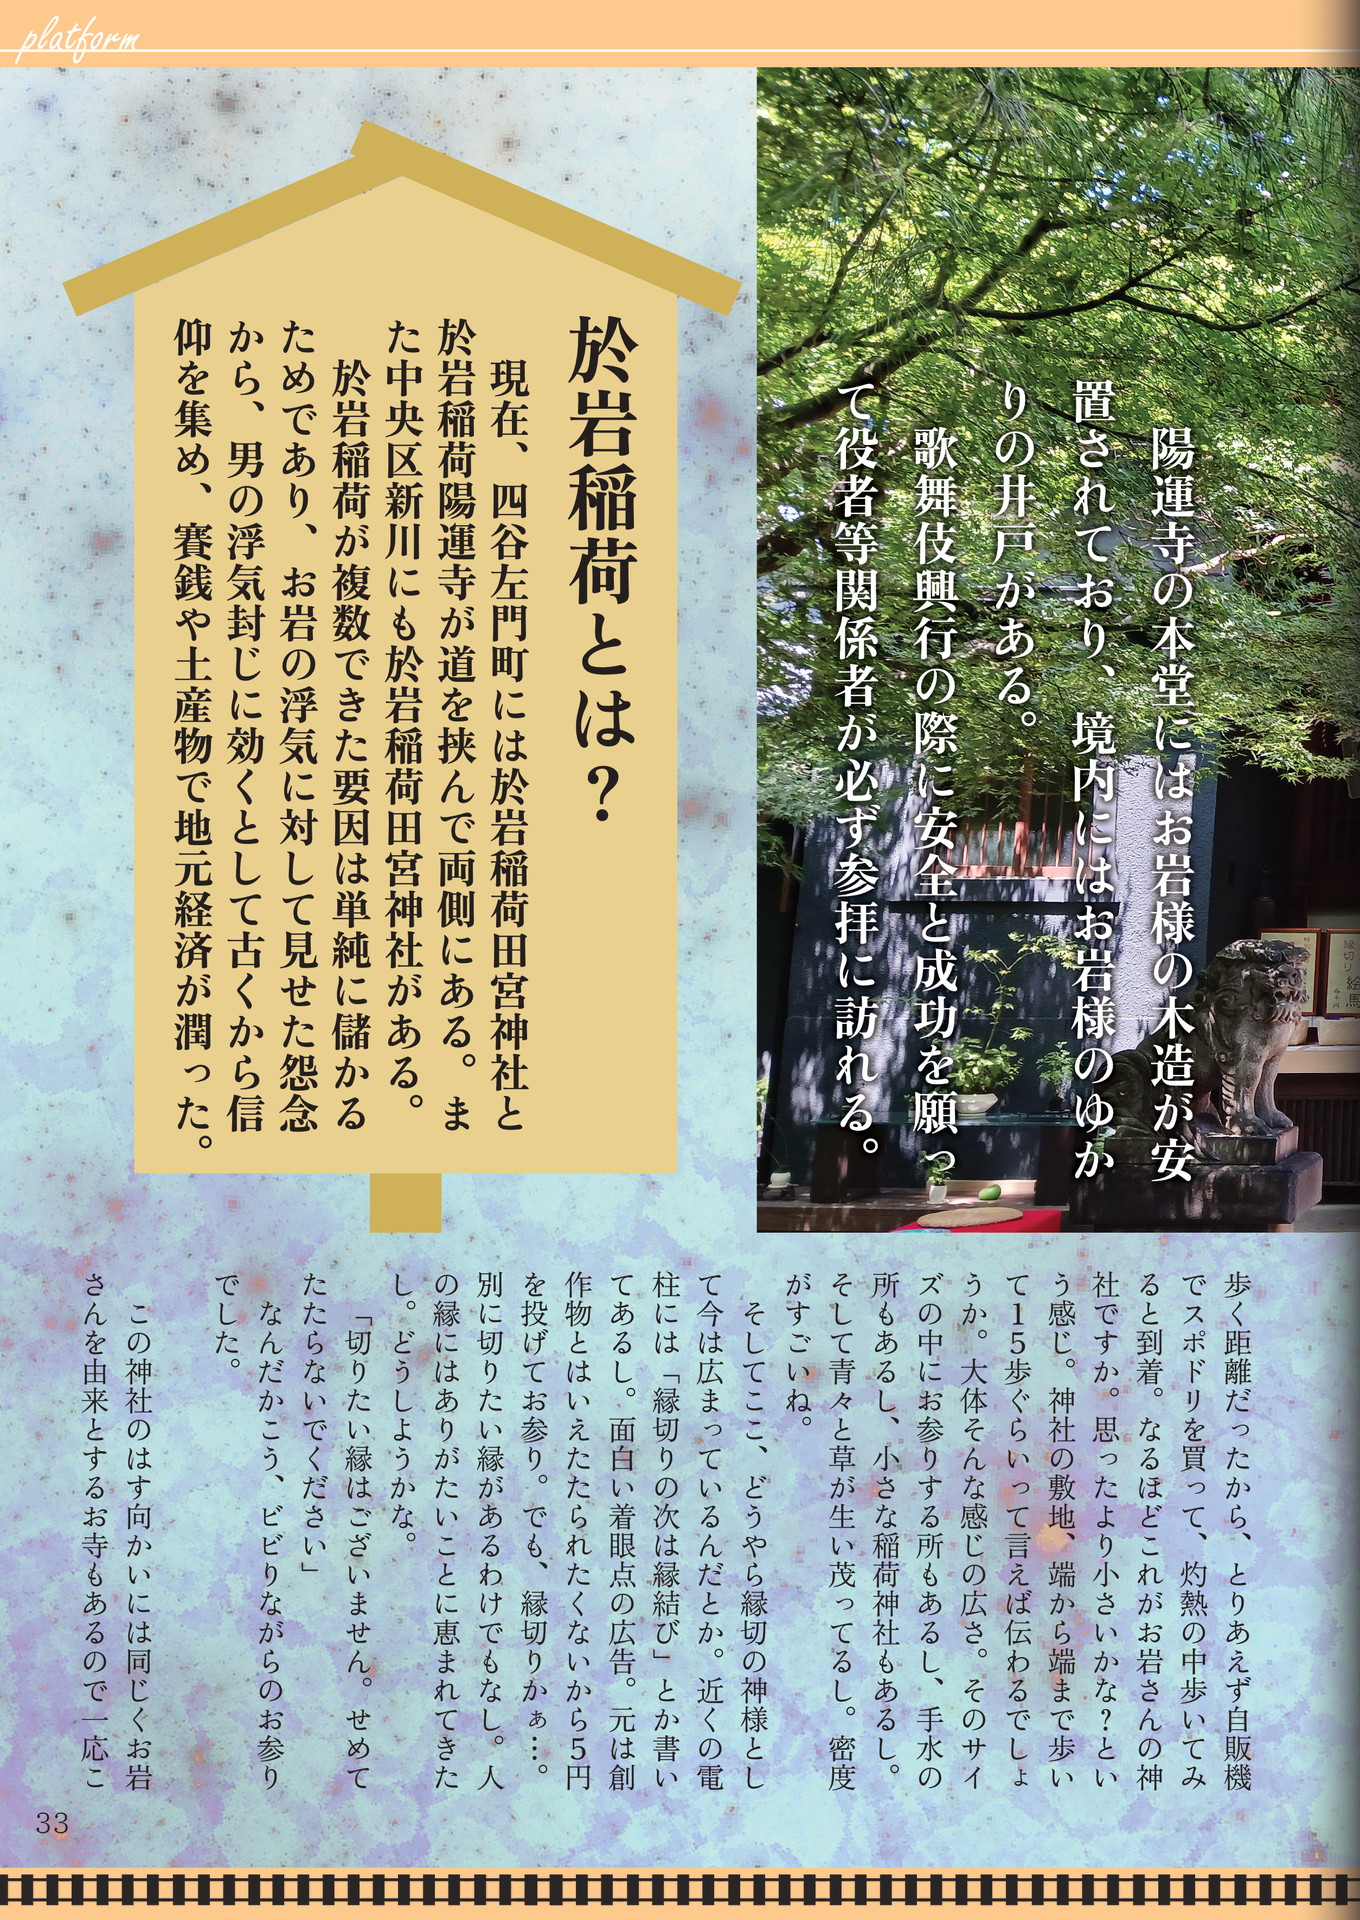 platform
陽運寺の本堂にはお岩様の木造が安
置されており、境内にはお岩様のゆか
りの井戸がある。
歌舞伎興行の際に安全と成功を願っ
て役者等関係者が必ず参拝に訪れる。
縁切り
絵馬
於岩稲荷とは？
現在、四谷左門町には於岩稲荷田宮神社と
於岩稲荷陽運寺が道を挟んで両側にある。ま
た中央区新川にも於岩稲荷田宮神社がある。
於岩稲荷が複数できた要因は単純に儲かる
ためであり、お岩の浮気に対して見せた怨念
から、男の浮気封じに効くとして古くから信
仰を集め、賽銭や土産物で地元経済が潤った。
歩く距離だったから、とりあえず自販機
でスポドリを買って、灼熱の中歩いてみ
ると到着。なるほどこれがお岩さんの神
社ですか。思ったより小さいかな？とい
う感じ。神社の敷地、端から端まで歩い
て15歩ぐらいって言えば伝わるでしょ
うか。大体そんな感じの広さ。そのサイ
ズの中にお参りする所もあるし、手水の
所もあるし、小さな稲荷神社もあるし。
そして青々と草が生い茂ってるし。密度
がすごいね。
そしてここ、どうやら縁切の神様とし
て今は広まっているんだとか。近くの電
柱には「縁切りの次は縁結び」とか書い
てあるし。面白い着眼点の広告。元は創
作物とはいえたたられたくないから5円
を投げてお参り。でも、縁切りかぁ…。
別に切りたい縁があるわけでもなし。人
の縁にはありがたいことに恵まれてきた
し。どうしようかな。
「切りたい縁はございません。せめて
たたらないでください」
なんだかこう、ビビりながらのお参り
でした。
この神社のはす向かいには同じくお岩
さんを由来とするお寺もあるので一応こ
33